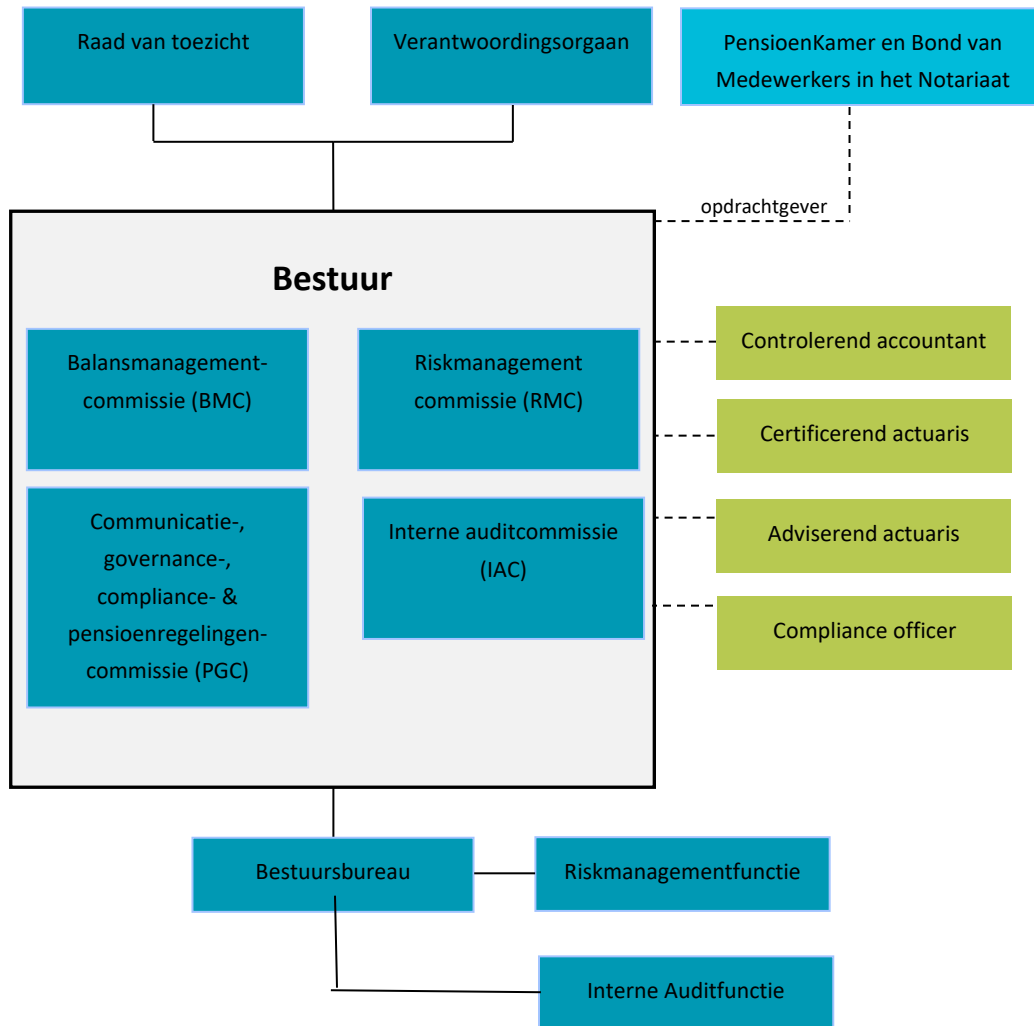 Raad van toezicht
Verantwoordingsorgaan
PensioenKamer en Bond van
Medewerkers in het Notariaat
opdrachtgever
Bestuur
Balansmanagement-
commissie (BMC)
Riskmanagement
commissie (RMC)
Communicatie-,
governance-,
compliance- &
pensioenregelingen-
commissie (PGC)
Interne auditcommissie
(IAC)
Controlerend accountant
Certificerend actuaris
Adviserend actuaris
Compliance officer
Bestuursbureau
Riskmanagementfunctie
Interne Auditfunctie